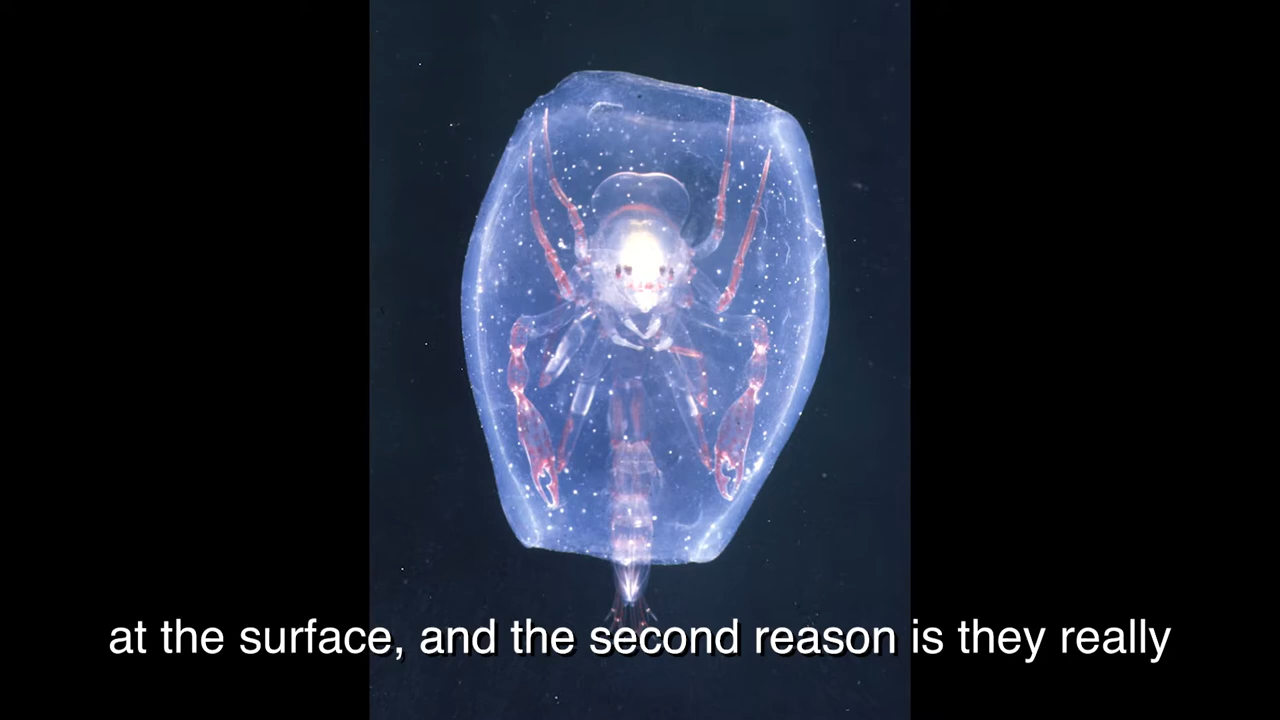 at the surface, and the second reason is they really